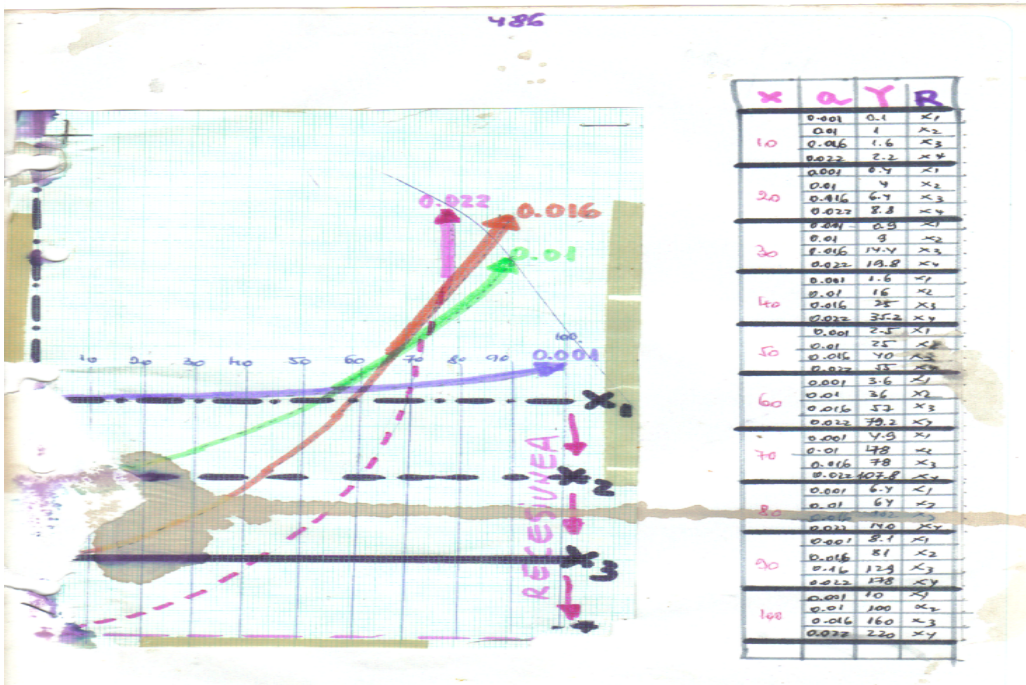 486
0.022
0.016
0.01
10 20 30 40 50 60 70 80 90 100
0.001
x1
x2
x3
RECESIUNEA
x a Y R
10
0.001 0.1 x1
0.01 1 x2
0.016 1.6 x3
0.022 2.2 x4
20
0.001 0.4 x1
0.01 4 x2
0.016 6.4 x3
0.022 8.8 x4
30
0.001 0.9 x1
0.01 9 x2
0.016 14.4 x3
0.022 19.8 x4
40
0.001 1.6 x1
0.01 16 x2
0.016 25 x3
0.022 35.2 x4
50
0.001 2.5 x1
0.01 25 x2
0.016 40
0.022 55
60
0.001 3.6 x1
0.01 36 x2
0.016 57 x3
0.022 79.2 x4
70
0.001 4.9 x1
0.01 48
0.016 78 x3
0.022 107.8 x4
80
0.001 6.4 x1
0.01 64 x2
0.022 140 x4
90
0.001 8.1 x1
0.016 81 x2
0.16 129 x3
0.022 178 x4
100
0.001 10 x1
0.01 100 x2
0.016 160 x3
0.022 220 x4